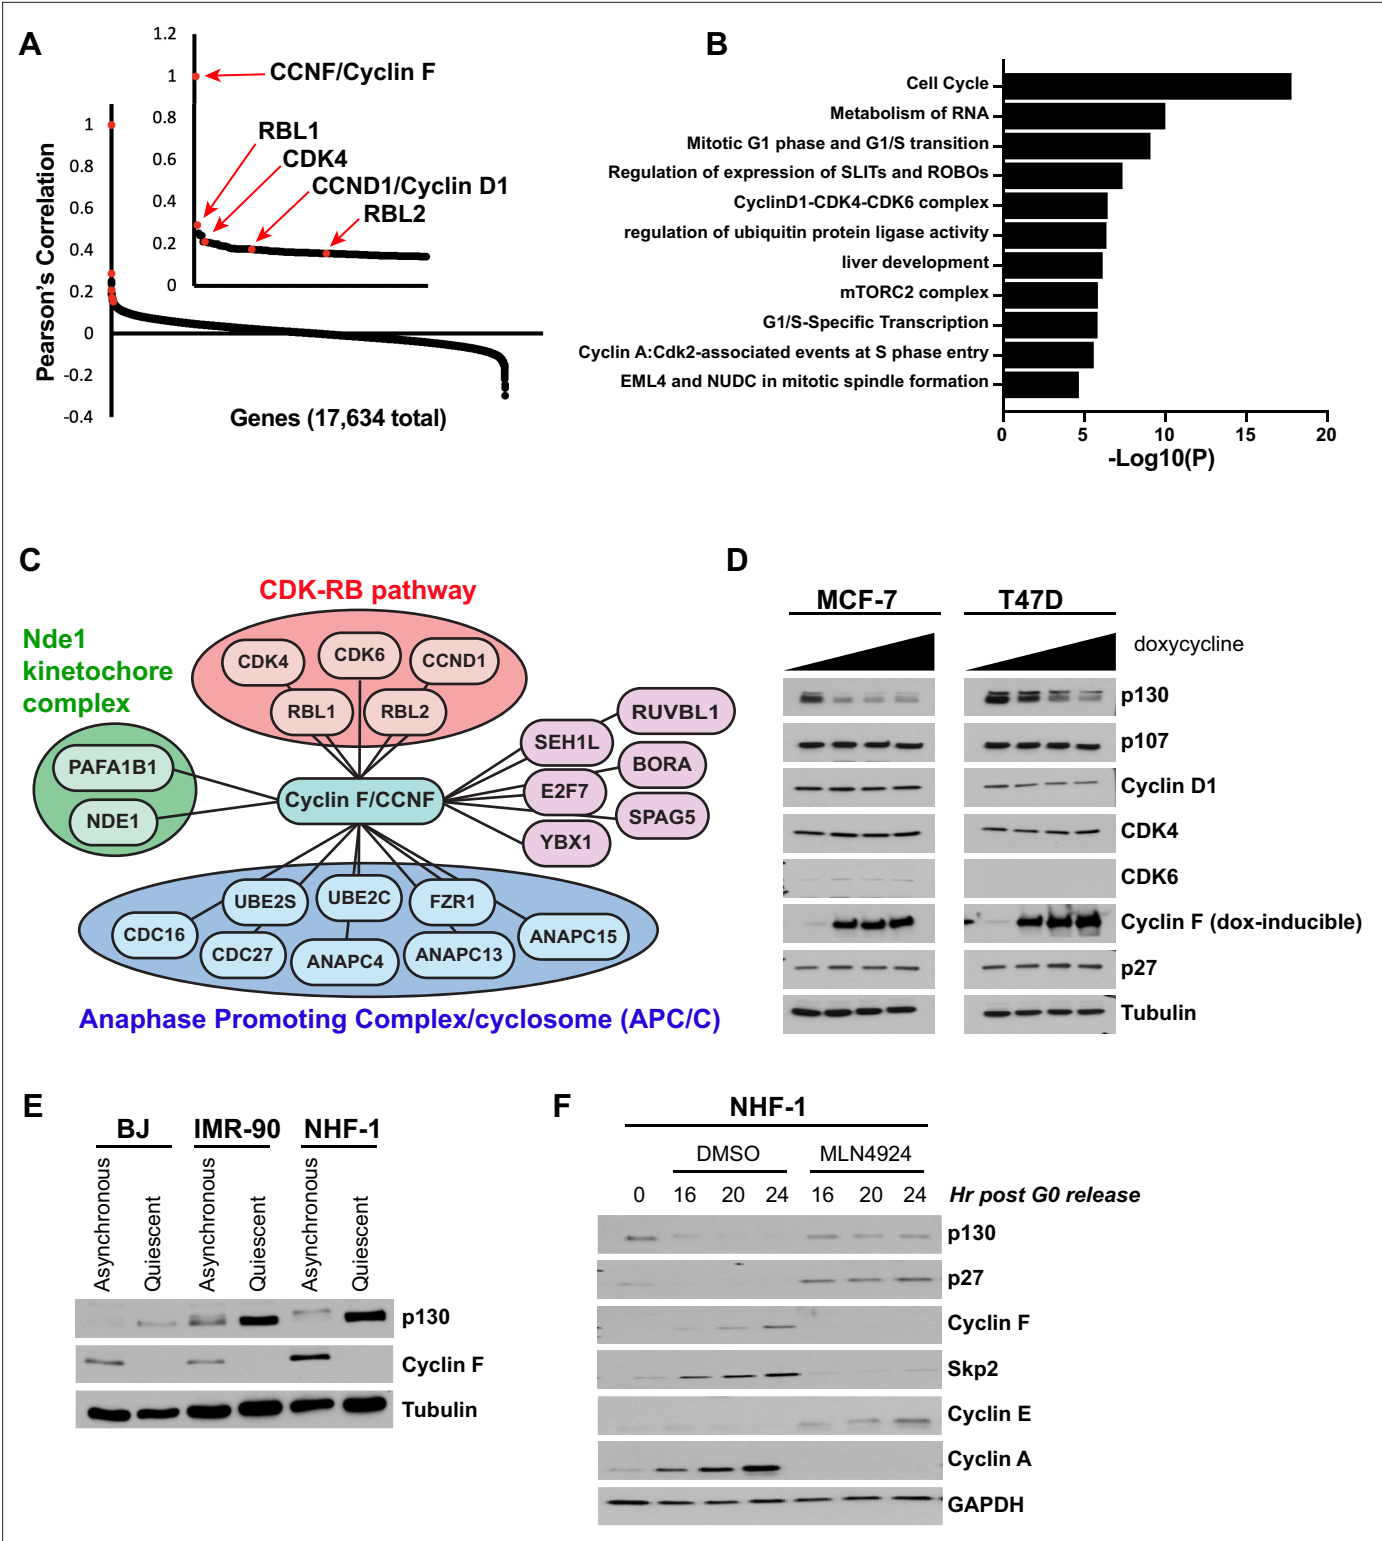 A
1.2
1
0.8
0.6
0.4
0.2
0
CCNF/Cyclin F
RBL1
CDK4
CCND1/Cyclin D1
RBL2
Pearson's Correlation
1
0.8
0.6
0.4
0.2
0
-0.2
-0.4
Genes (17,634 total)
B
Cell Cycle
Metabolism of RNA
Mitotic G1 phase and G1/S transition
Regulation of expression of SLITs and ROBOs
CyclinD1-CDK4-CDK6 complex
regulation of ubiquitin protein ligase activity
liver development
mTORC2 complex
G1/S-Specific Transcription
Cyclin A:Cdk2-associated events at S phase entry
EML4 and NUDC in mitotic spindle formation
0 5 10 15 20
-Log10(P)
C
CDK-RB pathway
Nde1
kinetochore
complex
CDK4
CDK6
CCND1
RBL1
RBL2
PAFA1B1
NDE1
Cyclin F/CCNF
RUVBL1
SEH1L
BORA
E2F7
SPAG5
YBX1
UBE2S
UBE2C
FZR1
CDC16
CDC27
ANAPC4
ANAPC13
ANAPC15
Anaphase Promoting Complex/cyclosome (APC/C)
D
MCF-7 T47D
doxycycline
p130
p107
Cyclin D1
CDK4
CDK6
Cyclin F (dox-inducible)
p27
Tubulin
E
BJ IMR-90 NHF-1
Asynchronous
Quiescent
Asynchronous
Quiescent
Asynchronous
Quiescent
p130
Cyclin F
Tubulin
F
NHF-1
DMSO MLN4924
0 16 20 24 16 20 24 Hr post G0 release
p130
p27
Cyclin F
Skp2
Cyclin E
Cyclin A
GAPDH